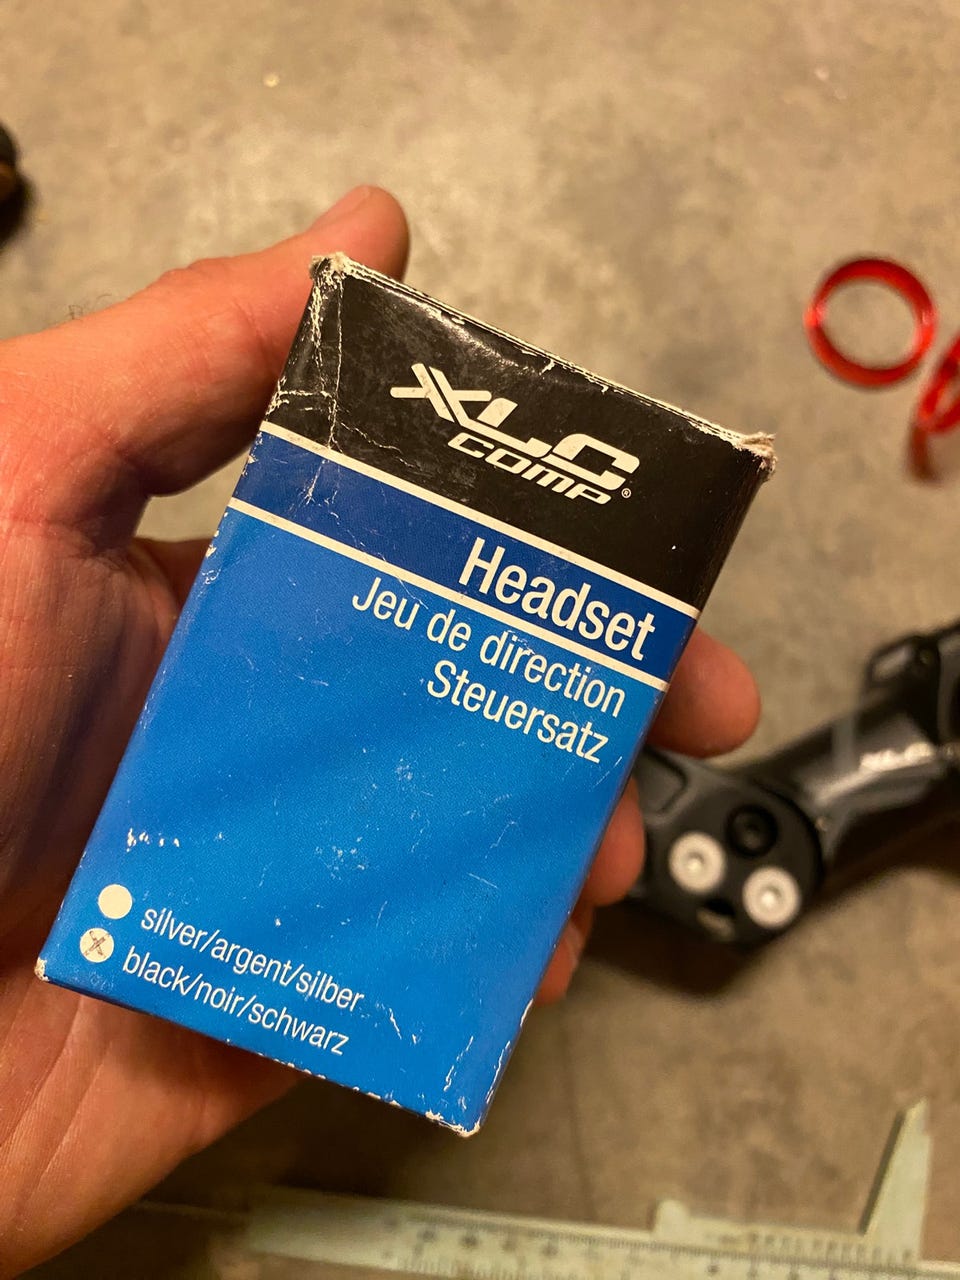 XLC
COMP®
Headset
Jeu de direction
Steuersatz
silver/argent/silber
black/noir/schwarz